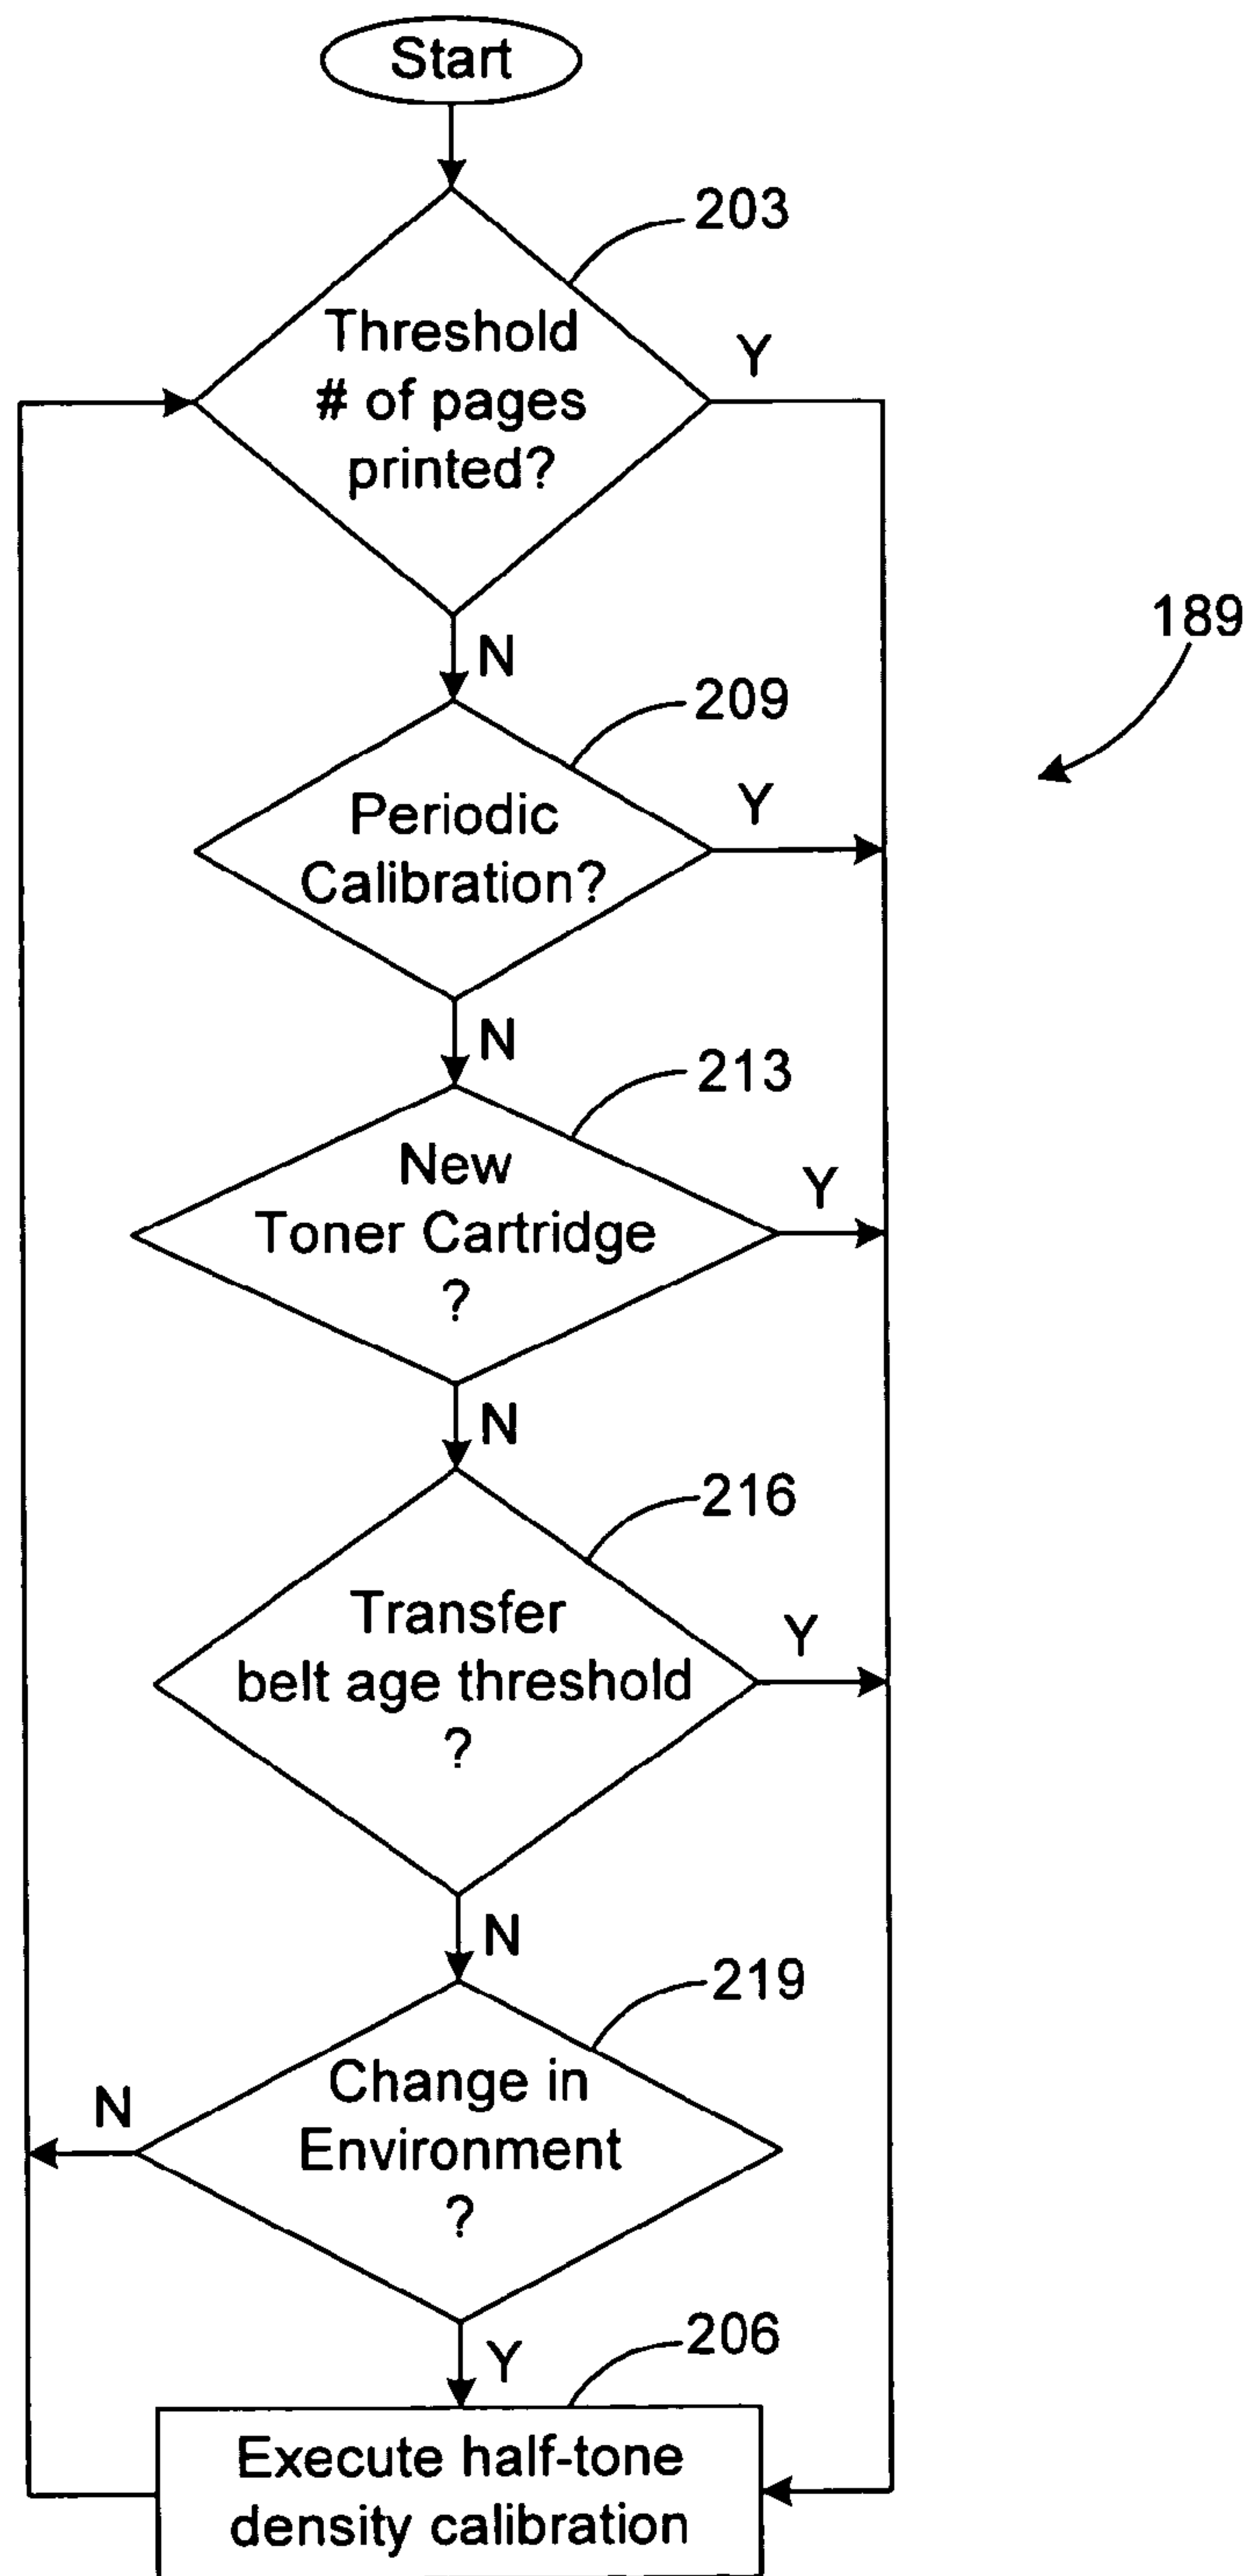 Start
203
Threshold
# of pages
printed?
Y
N
189
209
Periodic
Calibration?
Y
N
213
New
Toner Cartridge
?
Y
N
216
Transfer
belt age threshold
?
Y
N
219
Change in
Environment
?
N
Y
206
Execute half-tone
density calibration